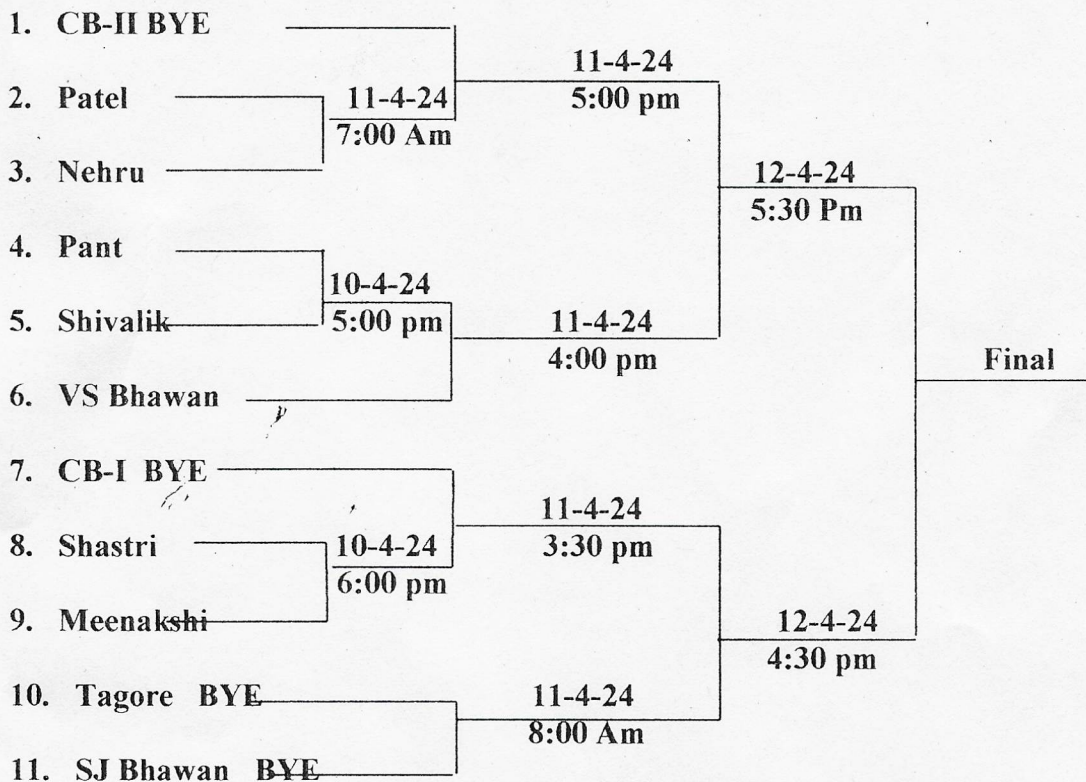 1. CB-II BYE
11-4-24
5:00 pm
2. Patel
11-4-24
7:00 Am
3. Nehru
12-4-24
5:30 Pm
4. Pant
10-4-24
5:00 pm
5. Shivalik
11-4-24
4:00 pm
Final
6. VS Bhawan
7. CB-I BYE
11-4-24
3:30 pm
8. Shastri
10-4-24
6:00 pm
9. Meenakshi
12-4-24
4:30 pm
10. Tagore BYE
11-4-24
8:00 Am
11. SJ Bhawan BYE